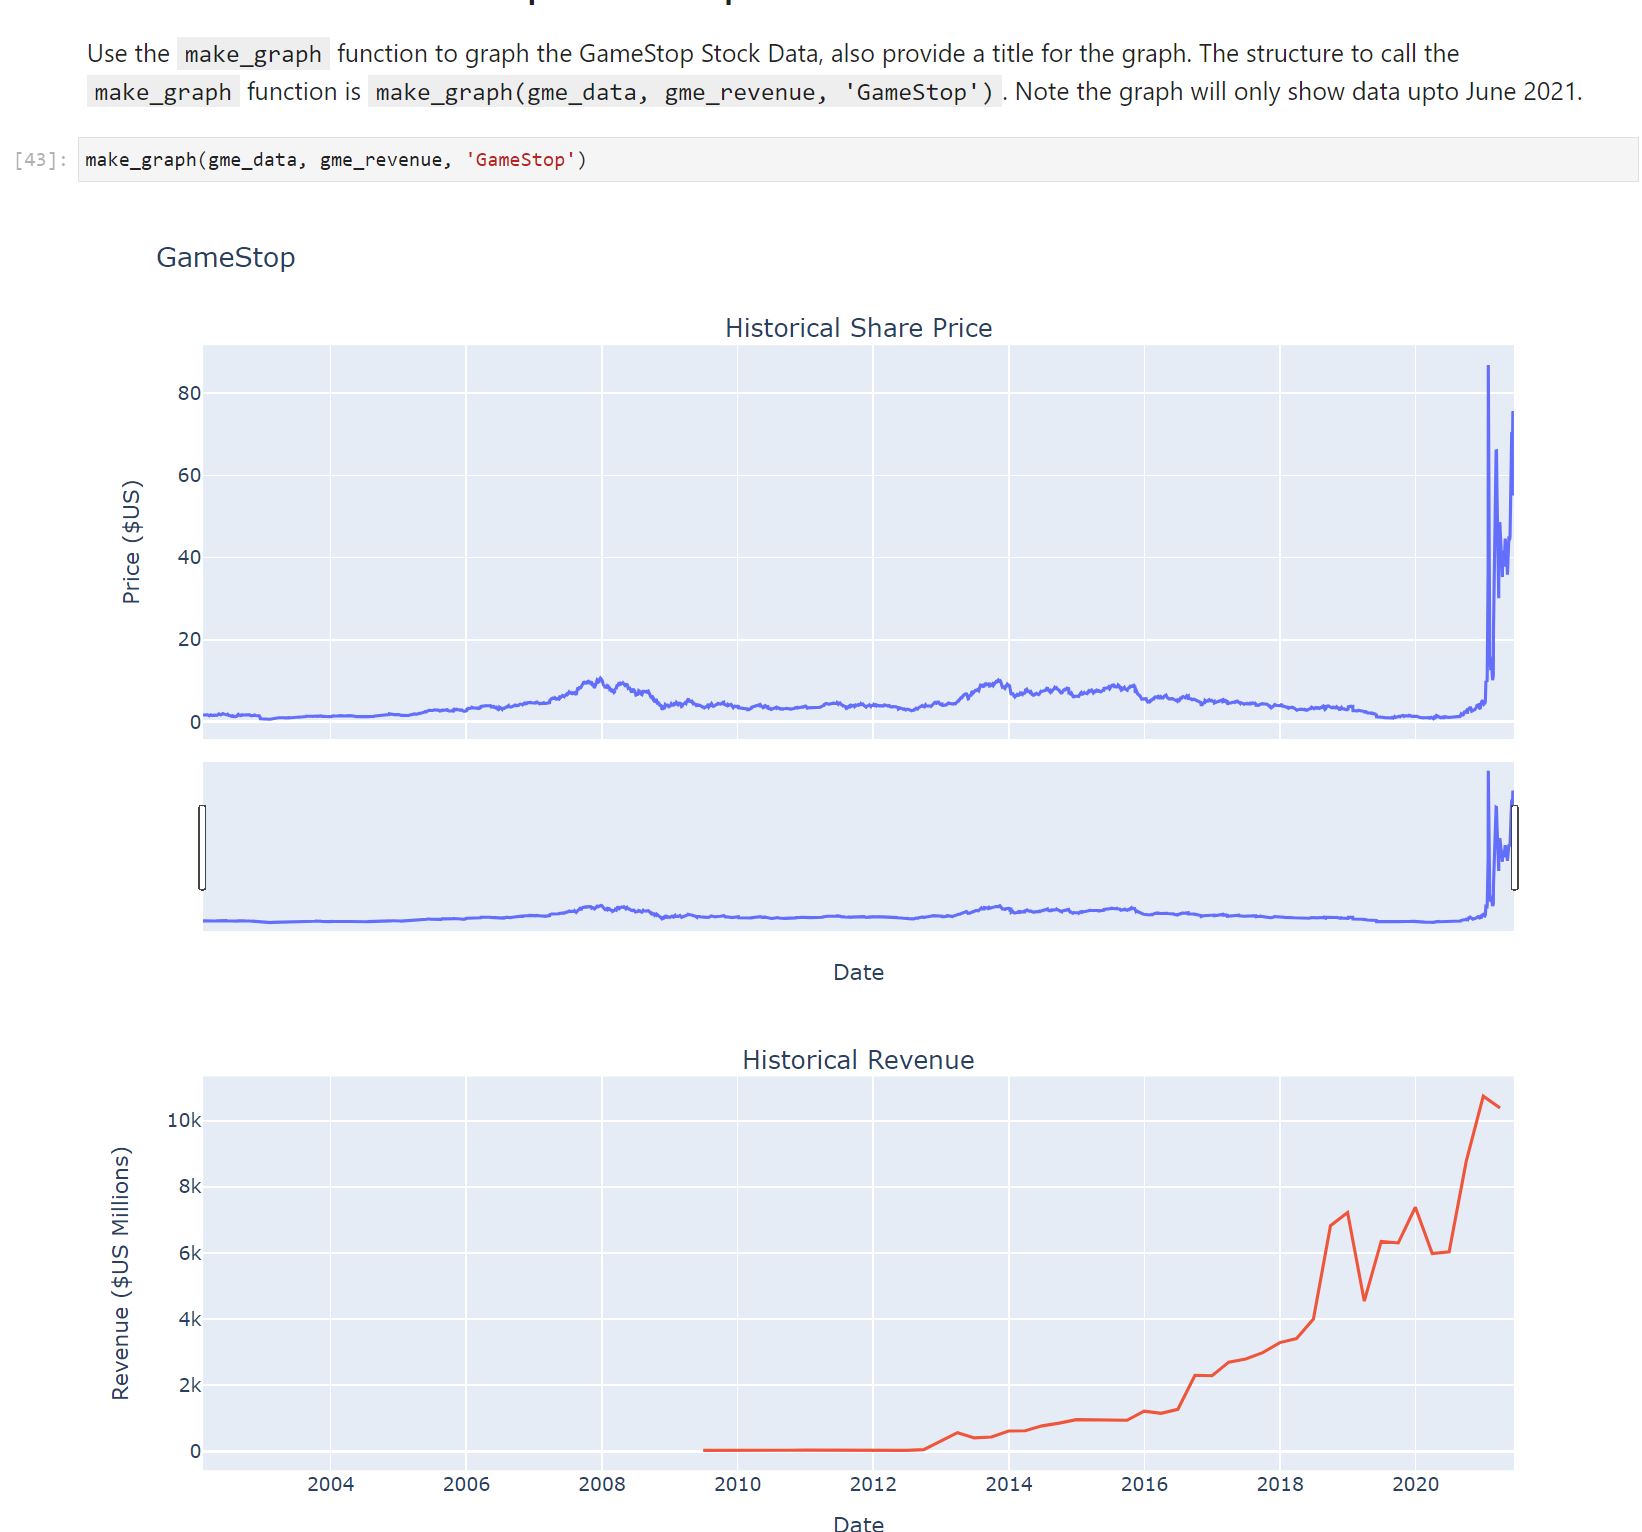 Use the make_graph function to graph the GameStop Stock Data, also provide a title for the graph. The structure to call the
make_graph function is make_graph(gme_data, gme_revenue, 'GameStop'). Note the graph will only show data upto June 2021.
[43]: make_graph(gme_data, gme_revenue, 'GameStop')
GameStop
Historical Share Price
80
60
40
20
0
Price ($US)
Date
Historical Revenue
10k
8k
6k
4k
2k
0
Revenue ($US Millions)
2004 2006 2008 2010 2012 2014 2016 2018 2020
Date